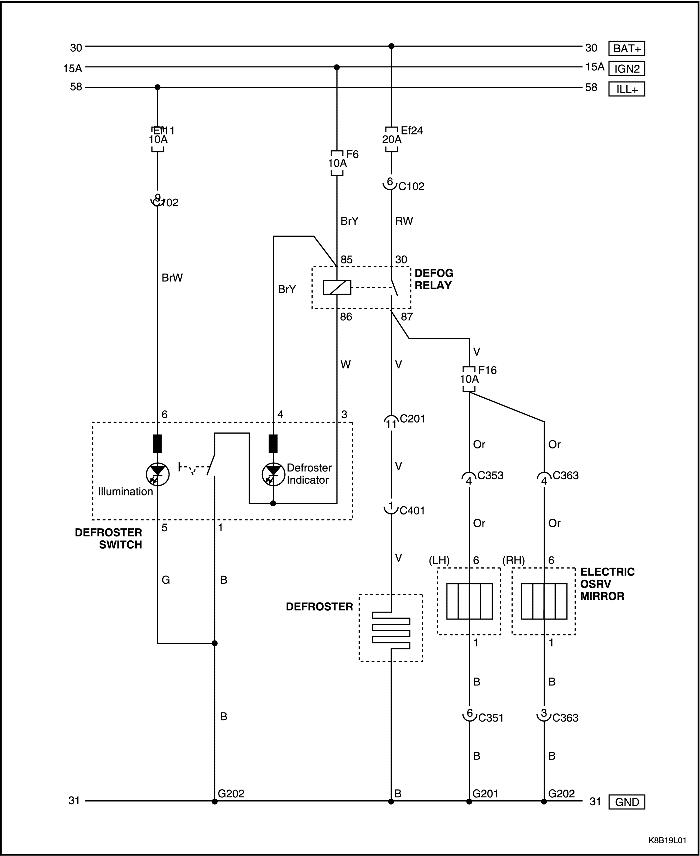 30 30 BAT+
15A 15A IGN2
58 58 ILL+
Ef11
10A
F6
10A
Ef24
20A
6 C102
9 C102
BrY RW
BrW
85 30
DEFOG
RELAY
BrY
86 87
V
W V
F16
10A
6 4 3
C201
11
Or Or
Defroster
Indicator
V
C353
4
C363
4
Illumination
1 C401
Or Or
5 1
DEFROSTER
SWITCH
V
(LH) 6 (RH) 6
ELECTRIC
OSRV
MIRROR
G B
DEFROSTER
1 1
B B
B
6 C351
3 C363
B B
G202 B G201 G202
31 31 GND
K8B19L01